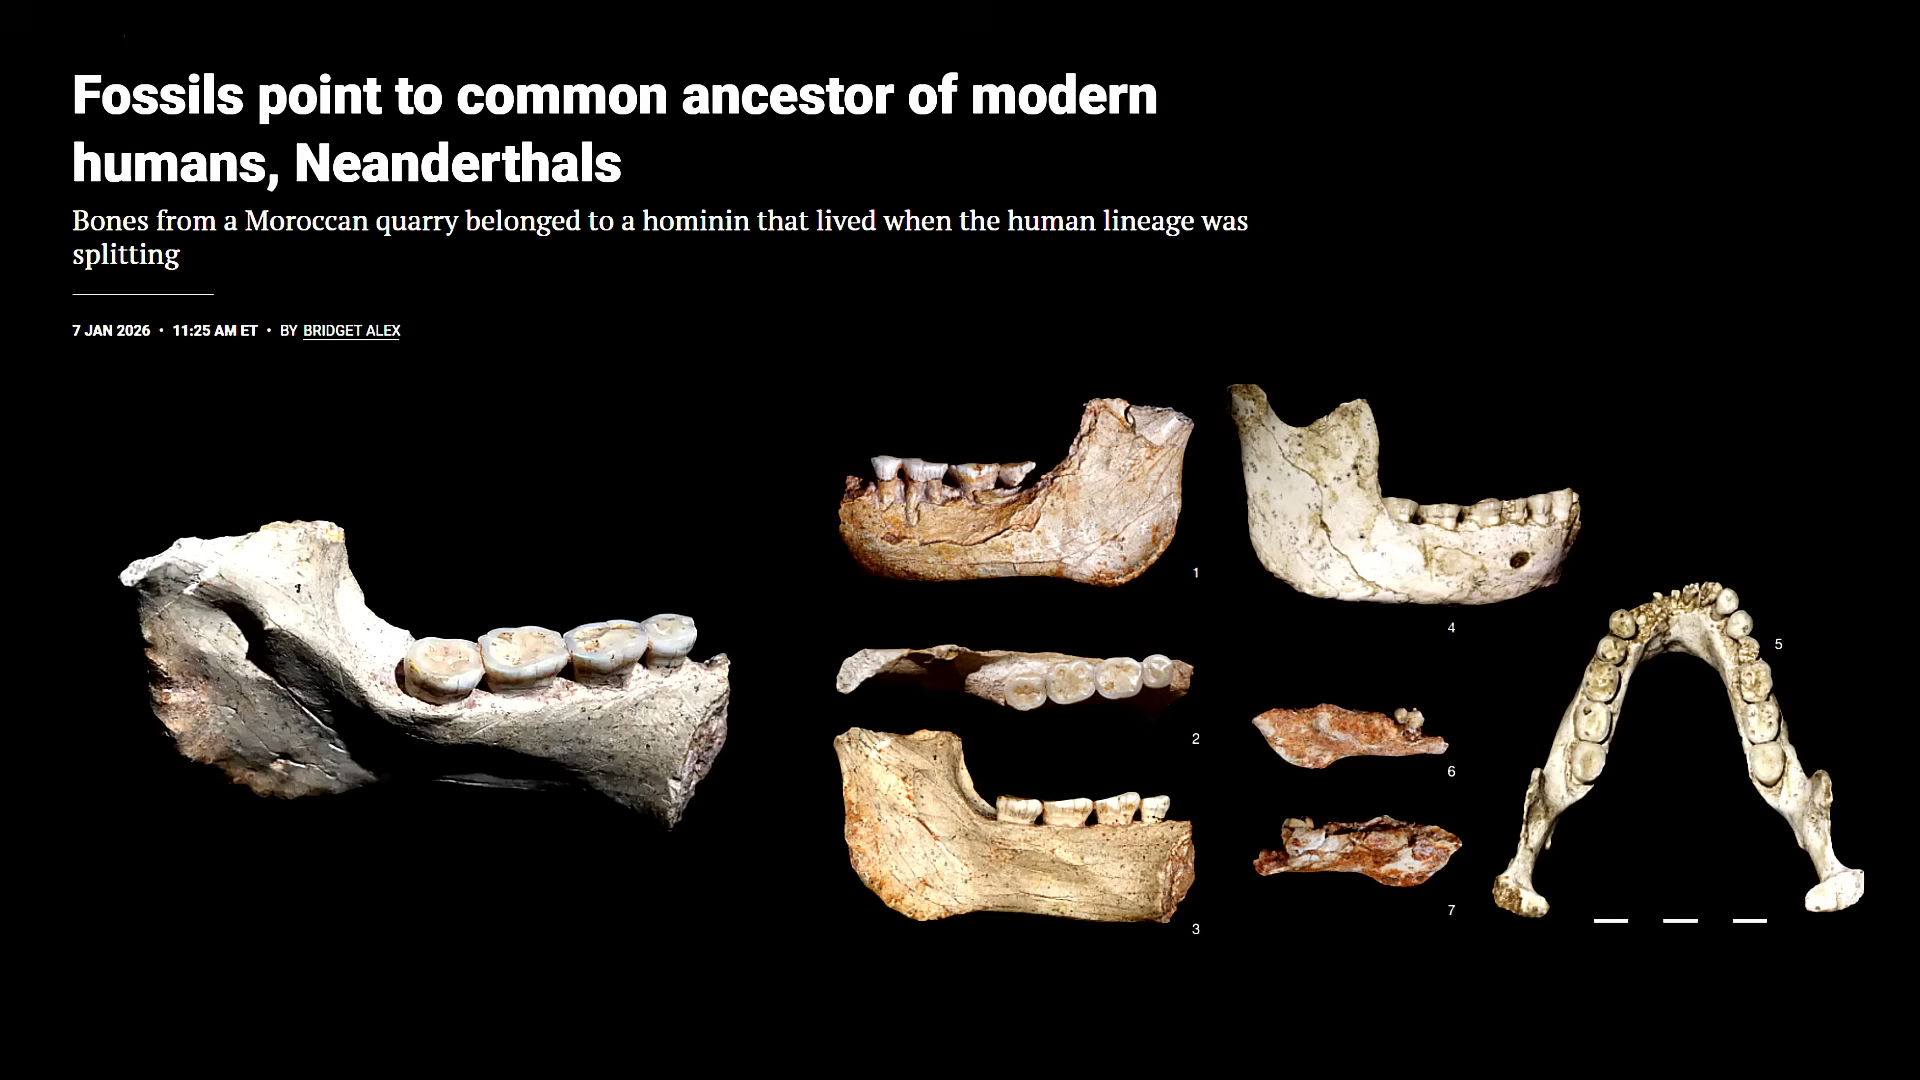 Fossils point to common ancestor of modern
humans, Neanderthals
Bones from a Moroccan quarry belonged to a hominin that lived when the human lineage was
splitting
7 JAN 2026 • 11:25 AM ET • BY BRIDGET ALEX
1
4
5
2
6
7
3